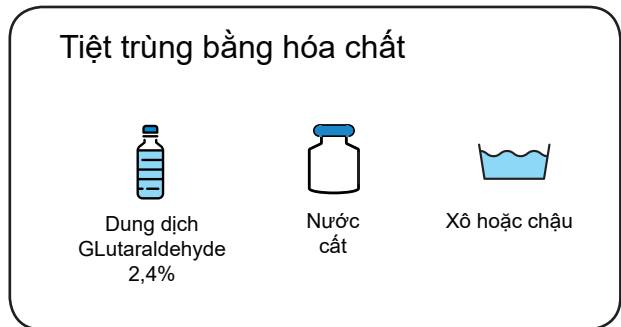 Tiệt trùng bằng hóa chất
Dung dịch
GLutaraldehyde
2,4%
Nước
cất
Xô hoặc chậu